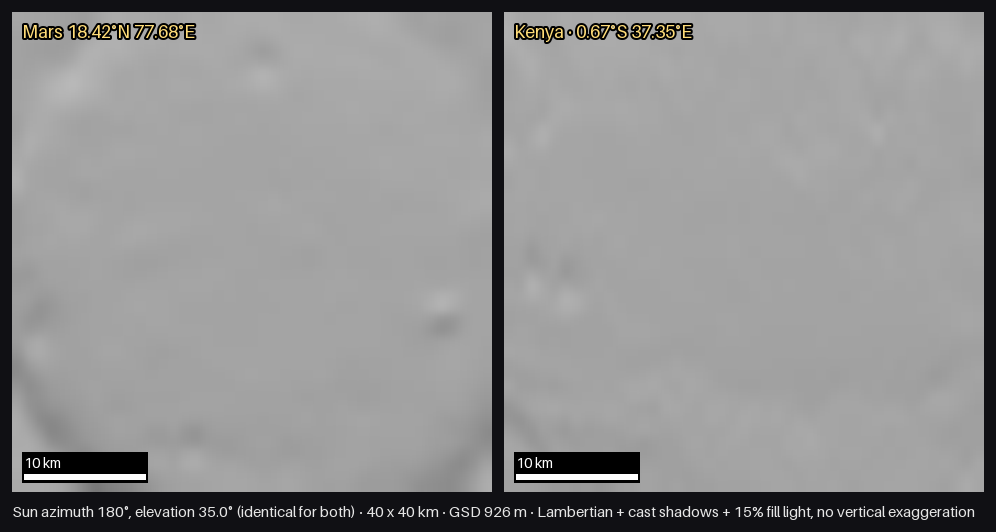 Mars 18.42°N 77.68°E
Kenya · 0.67°S 37.35°E
10 km
10 km
Sun azimuth 180°, elevation 35.0° (identical for both) · 40 x 40 km · GSD 926 m · Lambertian + cast shadows + 15% fill light, no vertical exaggeration